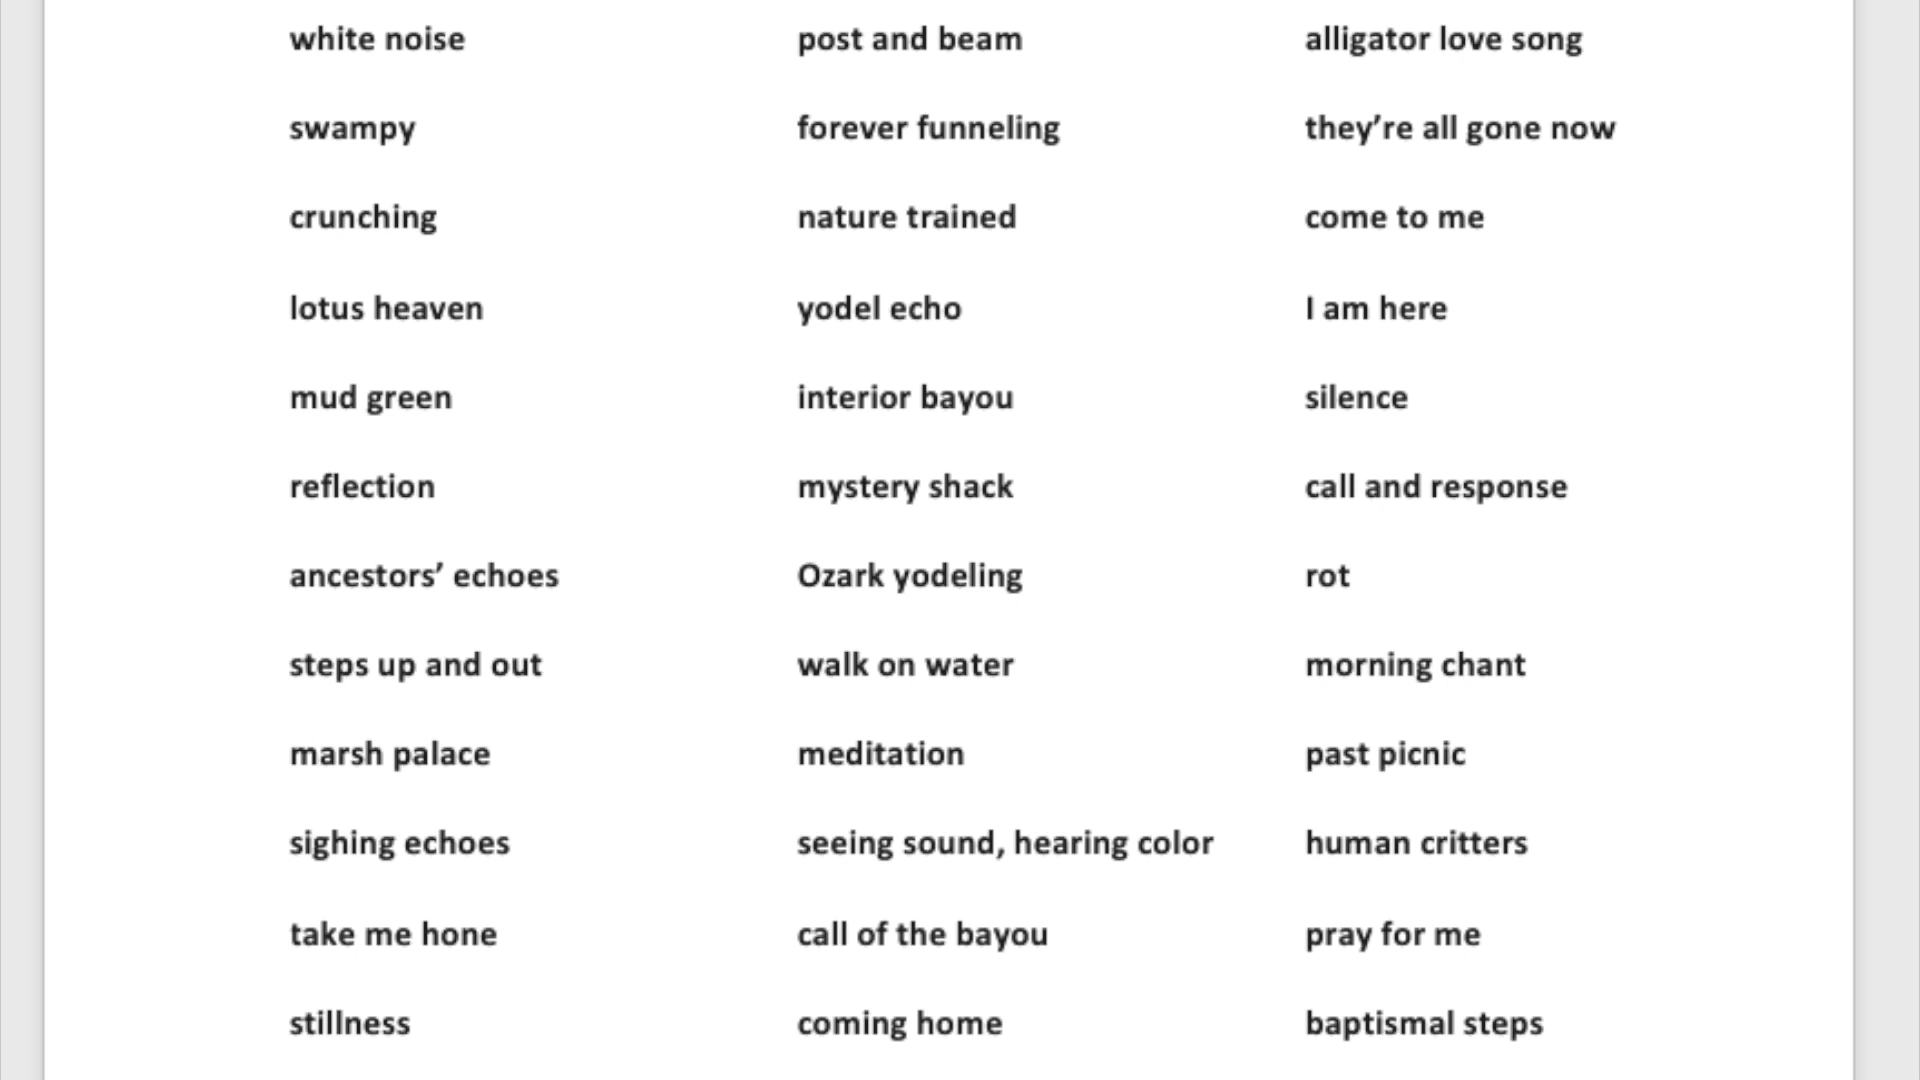 white noise post and beam alligator love song
swampy forever funneling they’re all gone now
crunching nature trained come to me
lotus heaven yodel echo I am here
mud green interior bayou silence
reflection mystery shack call and response
ancestors’ echoes Ozark yodeling rot
steps up and out walk on water morning chant
marsh palace meditation past picnic
sighing echoes seeing sound, hearing color human critters
take me hone call of the bayou pray for me
stillness coming home baptismal steps